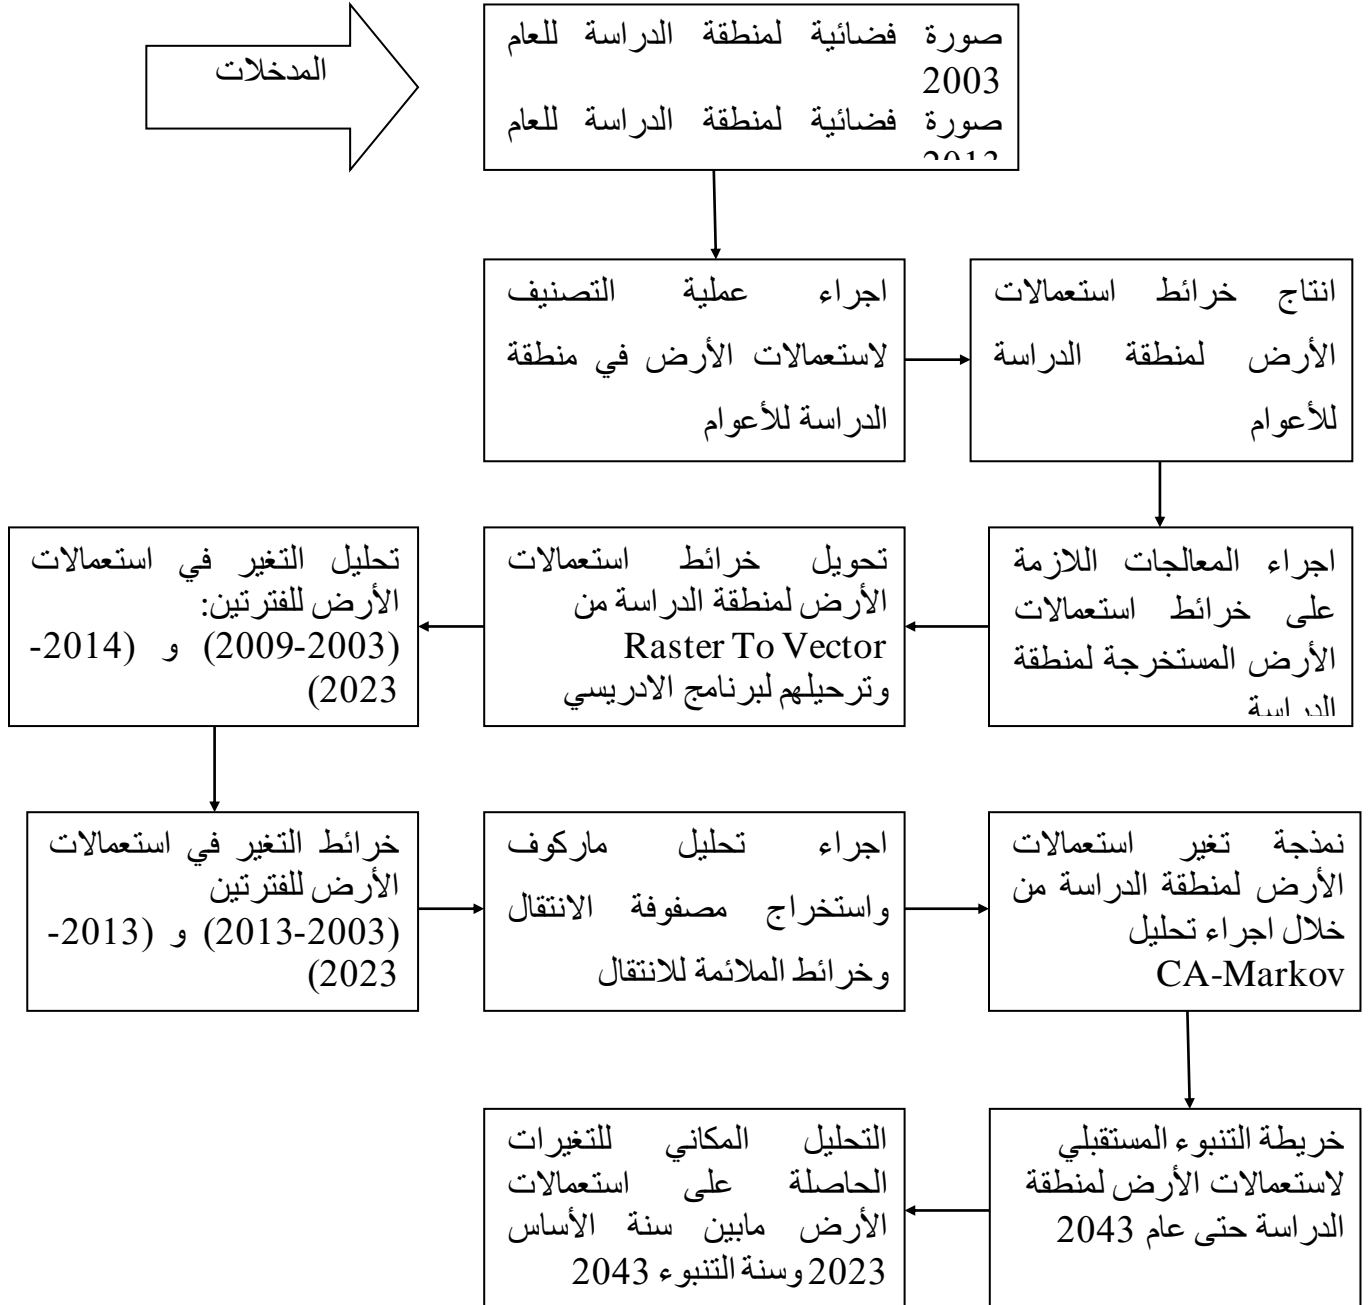 المدخلات
صورة فضائية لمنطقة الدراسة للعام
2003
صورة فضائية لمنطقة الدراسة للعام
2013
اجراء عملية التصنيف
لاستعمالات الأرض في منطقة
الدراسة للأعوام
انتاج خرائط استعمالات
الأرض لمنطقة الدراسة
للأعوام
اجراء المعالجات اللازمة
على خرائط استعمالات
الأرض المستخرجة لمنطقة
الدراسة
تحويل خرائط استعمالات
الأرض لمنطقة الدراسة من
Raster To Vector
وترحيلهم لبرنامج الادريسي
تحليل التغير في استعمالات
الأرض للفترتين:
(2003-2009) و (2014-
2023)
خرائط التغير في استعمالات
الأرض للفترتين
(2003-2013) و (2013-
2023)
اجراء تحليل ماركوف
واستخراج مصفوفة الانتقال
وخرائط الملائمة للانتقال
نمذجة تغير استعمالات
الأرض لمنطقة الدراسة من
خلال اجراء تحليل
CA-Markov
خريطة التنبوء المستقبلي
لاستعمالات الأرض لمنطقة
الدراسة حتى عام 2043
التحليل المكاني للتغيرات
الحاصلة على استعمالات
الأرض مابين سنة الأساس
2023 وسنة التنبوء 2043